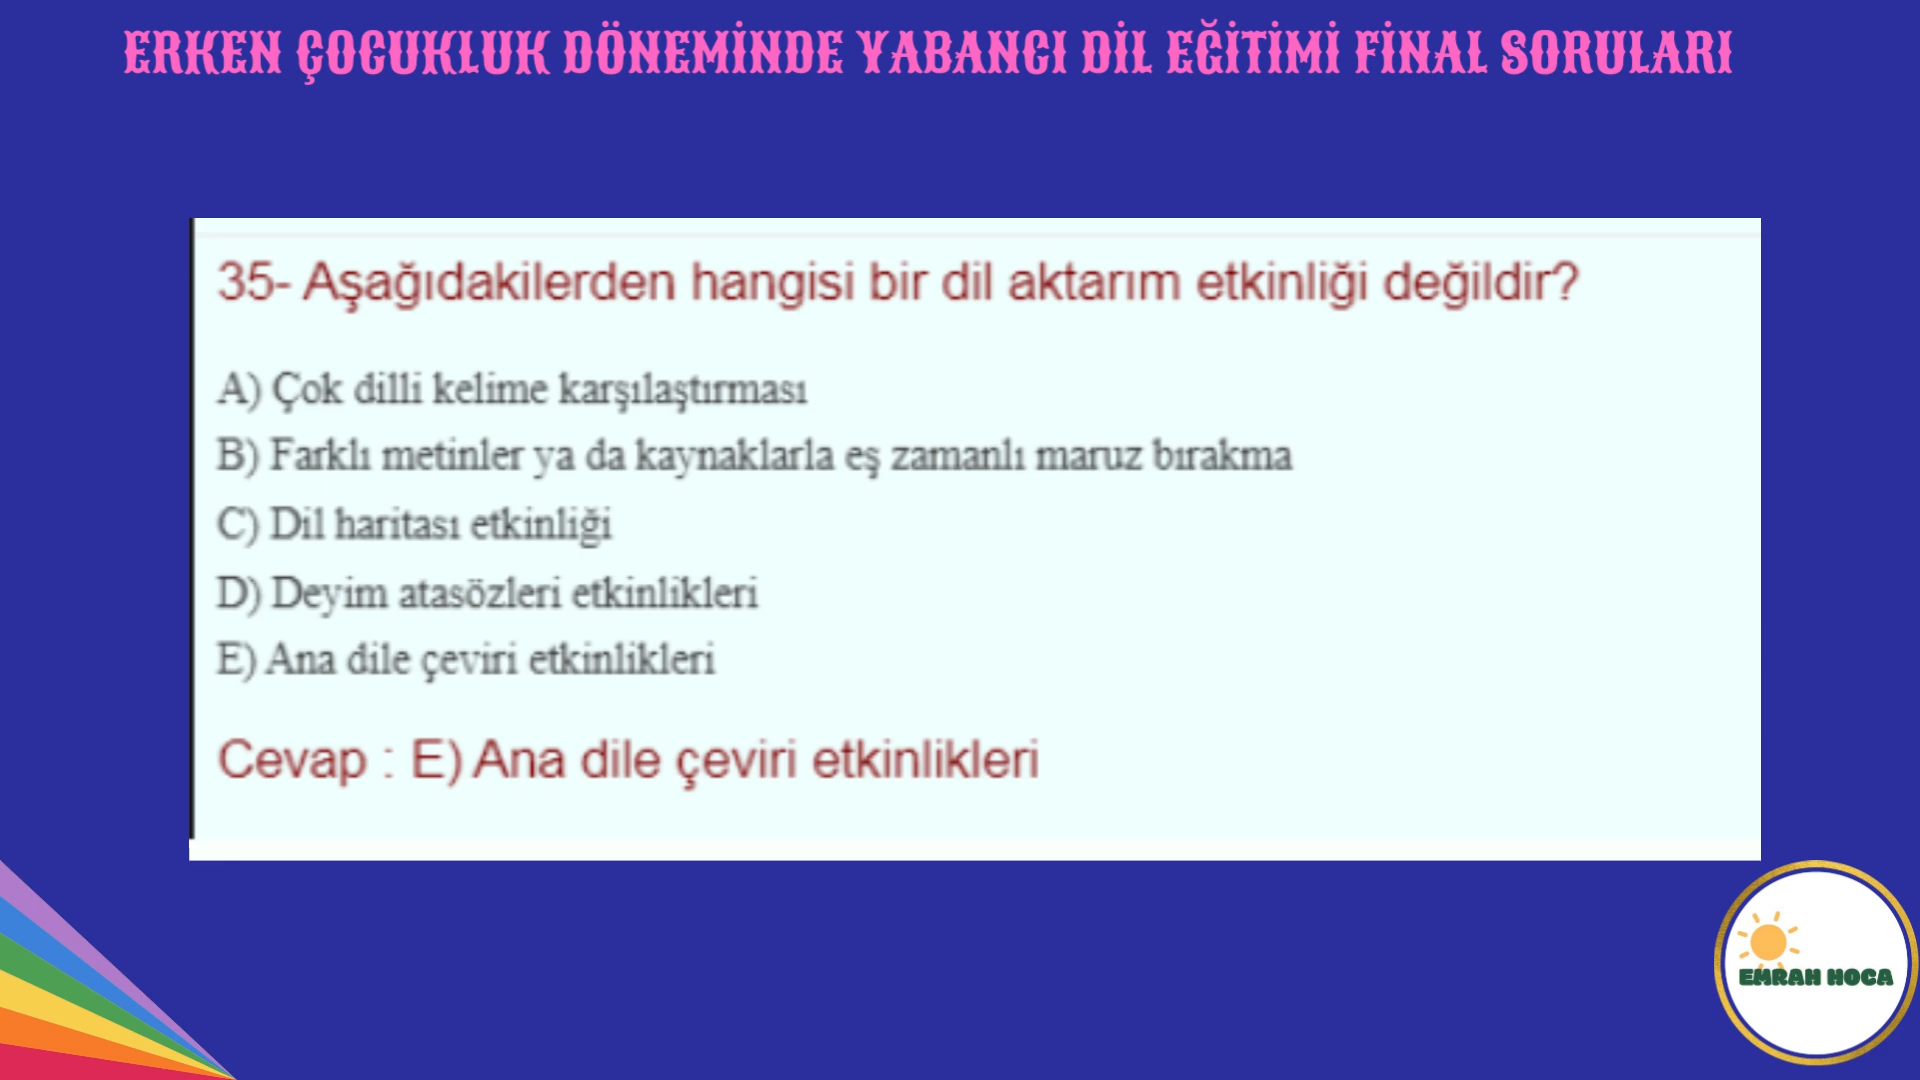 ERKEN ÇOCUKLUK DÖNEMİNDE YABANCI DİL EĞİTİMİ FİNAL SORULARI
35- Aşağıdakilerden hangisi bir dil aktarım etkinliği değildir?
A) Çok dilli kelime karşılaştırması
B) Farklı metinler ya da kaynaklarla eş zamanlı maruz bırakma
C) Dil haritası etkinliği
D) Deyim atasözleri etkinlikleri
E) Ana dile çeviri etkinlikleri
Cevap : E) Ana dile çeviri etkinlikleri
EMRAH HOCA